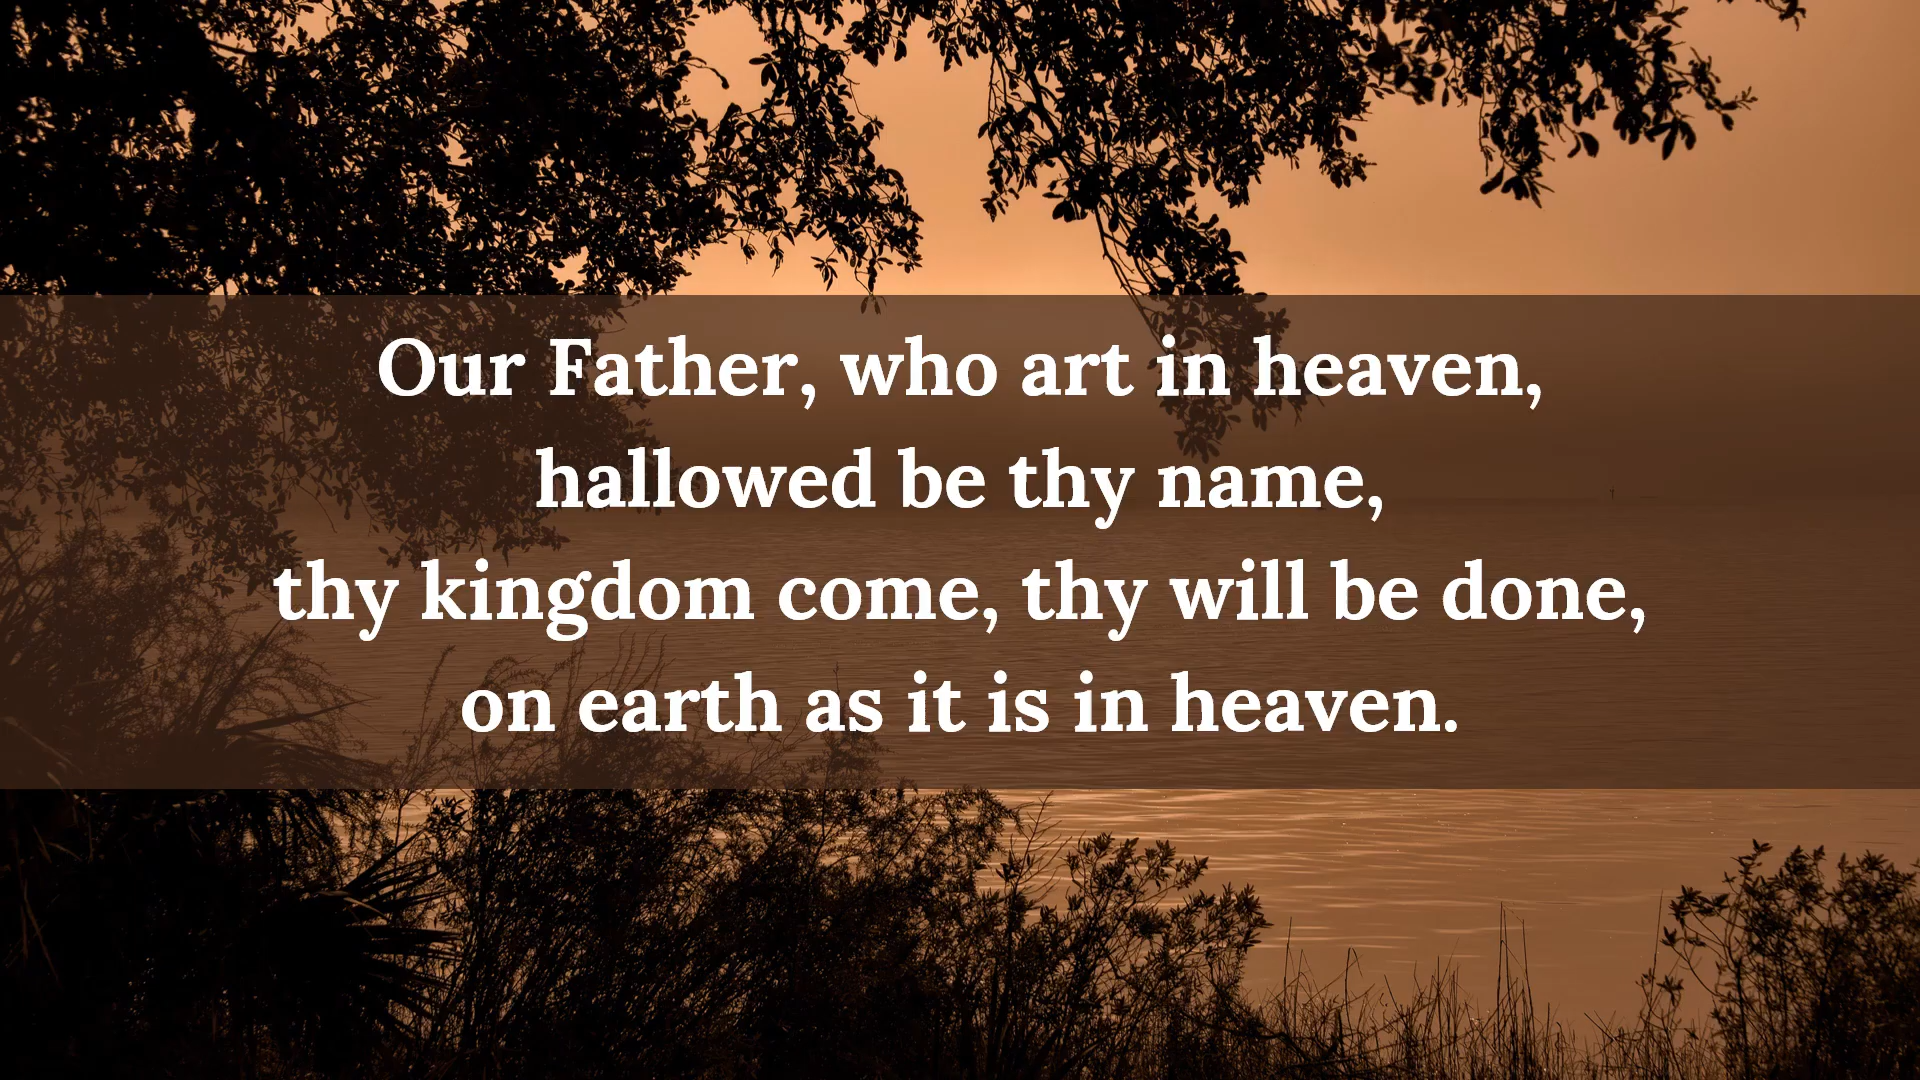 Our Father, who art in heaven,
hallowed be thy name,
thy kingdom come, thy will be done,
on earth as it is in heaven.